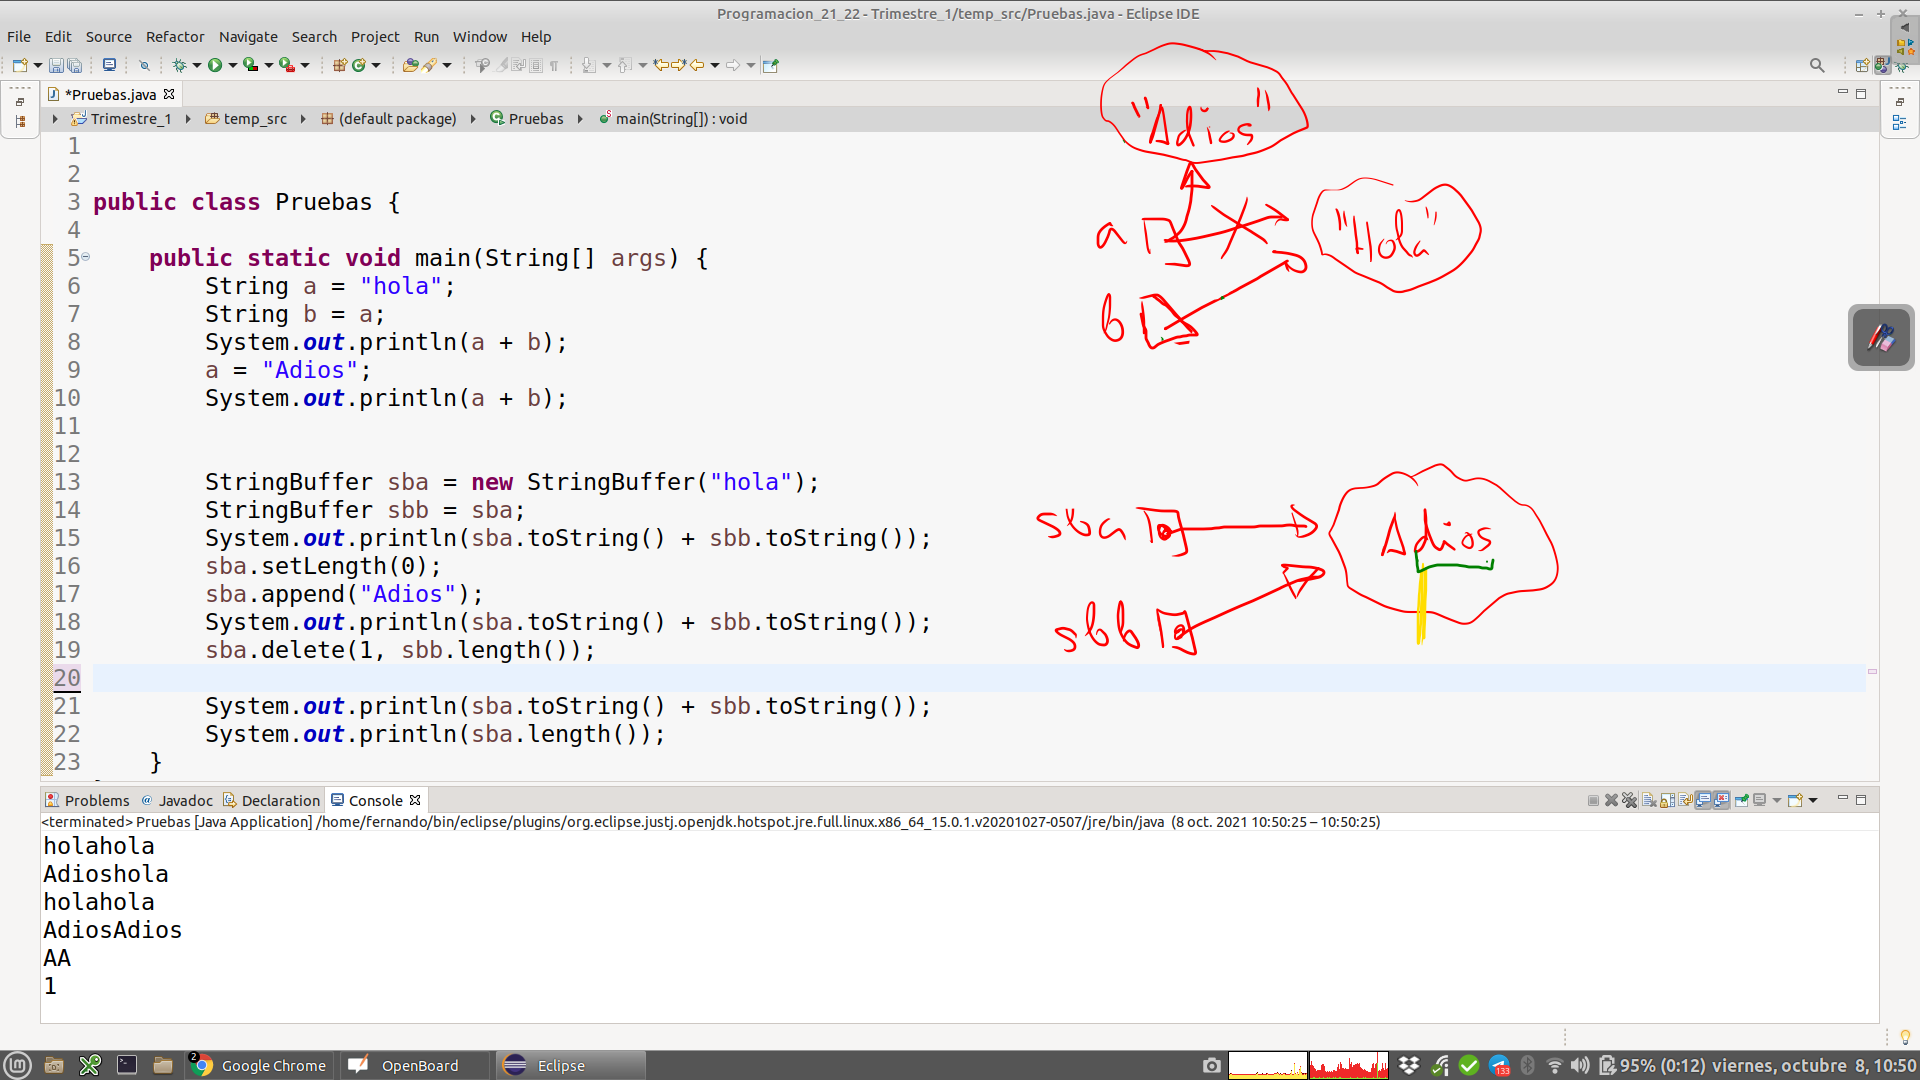 Programacion_21_22 - Trimestre_1/temp_src/Pruebas.java - Eclipse IDE
File Edit Source Refactor Navigate Search Project Run Window Help
*Pruebas.java
Trimestre_1 temp_src (default package) Pruebas main(String[]) : void
1
2
3 public class Pruebas {
4
5 public static void main(String[] args) {
6 String a = "hola";
7 String b = a;
8 System.out.println(a + b);
9 a = "Adios";
10 System.out.println(a + b);
11
12
13 StringBuffer sba = new StringBuffer("hola");
14 StringBuffer sbb = sba;
15 System.out.println(sba.toString() + sbb.toString());
16 sba.setLength(0);
17 sba.append("Adios");
18 System.out.println(sba.toString() + sbb.toString());
19 sba.delete(1, sbb.length());
20
21 System.out.println(sba.toString() + sbb.toString());
22 System.out.println(sba.length());
23 }
"Adios"
a
"Hola"
b
sba
Adios
sbb
Problems Javadoc Declaration Console
<terminated> Pruebas [Java Application] /home/fernando/bin/eclipse/plugins/org.eclipse.justj.openjdk.hotspot.jre.full.linux.x86_64_15.0.1.v20201027-0507/jre/bin/java (8 oct. 2021 10:50:25 – 10:50:25)
holahola
Adioshola
holahola
AdiosAdios
AA
1
2 Google Chrome OpenBoard Eclipse 133 95% (0:12) viernes, octubre 8, 10:50